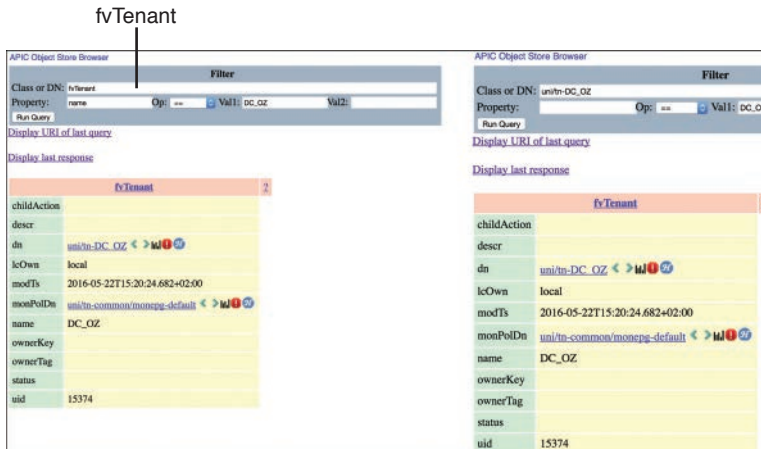 fvTenant
APIC Object Store Browser
Filter
Class or DN: fvTenant
Property: name Op: == Val1: DC_OZ Val2:
Run Query
Display URI of last query
Display last response
fvTenant ?
childAction
descr
dn uni/tn-DC_OZ
lcOwn local
modTs 2016-05-22T15:20:24.682+02:00
monPolDn uni/tn-common/monepg-default
name DC_OZ
ownerKey
ownerTag
status
uid 15374
APIC Object Store Browser
Filter
Class or DN: uni/tn-DC_OZ
Property: Op: == Val1: DC_O
Run Query
Display URI of last query
Display last response
fvTenant
childAction
descr
dn uni/tn-DC_OZ
lcOwn local
modTs 2016-05-22T15:20:24.682+02:00
monPolDn uni/tn-common/monepg-default
name DC_OZ
ownerKey
ownerTag
status
uid 15374